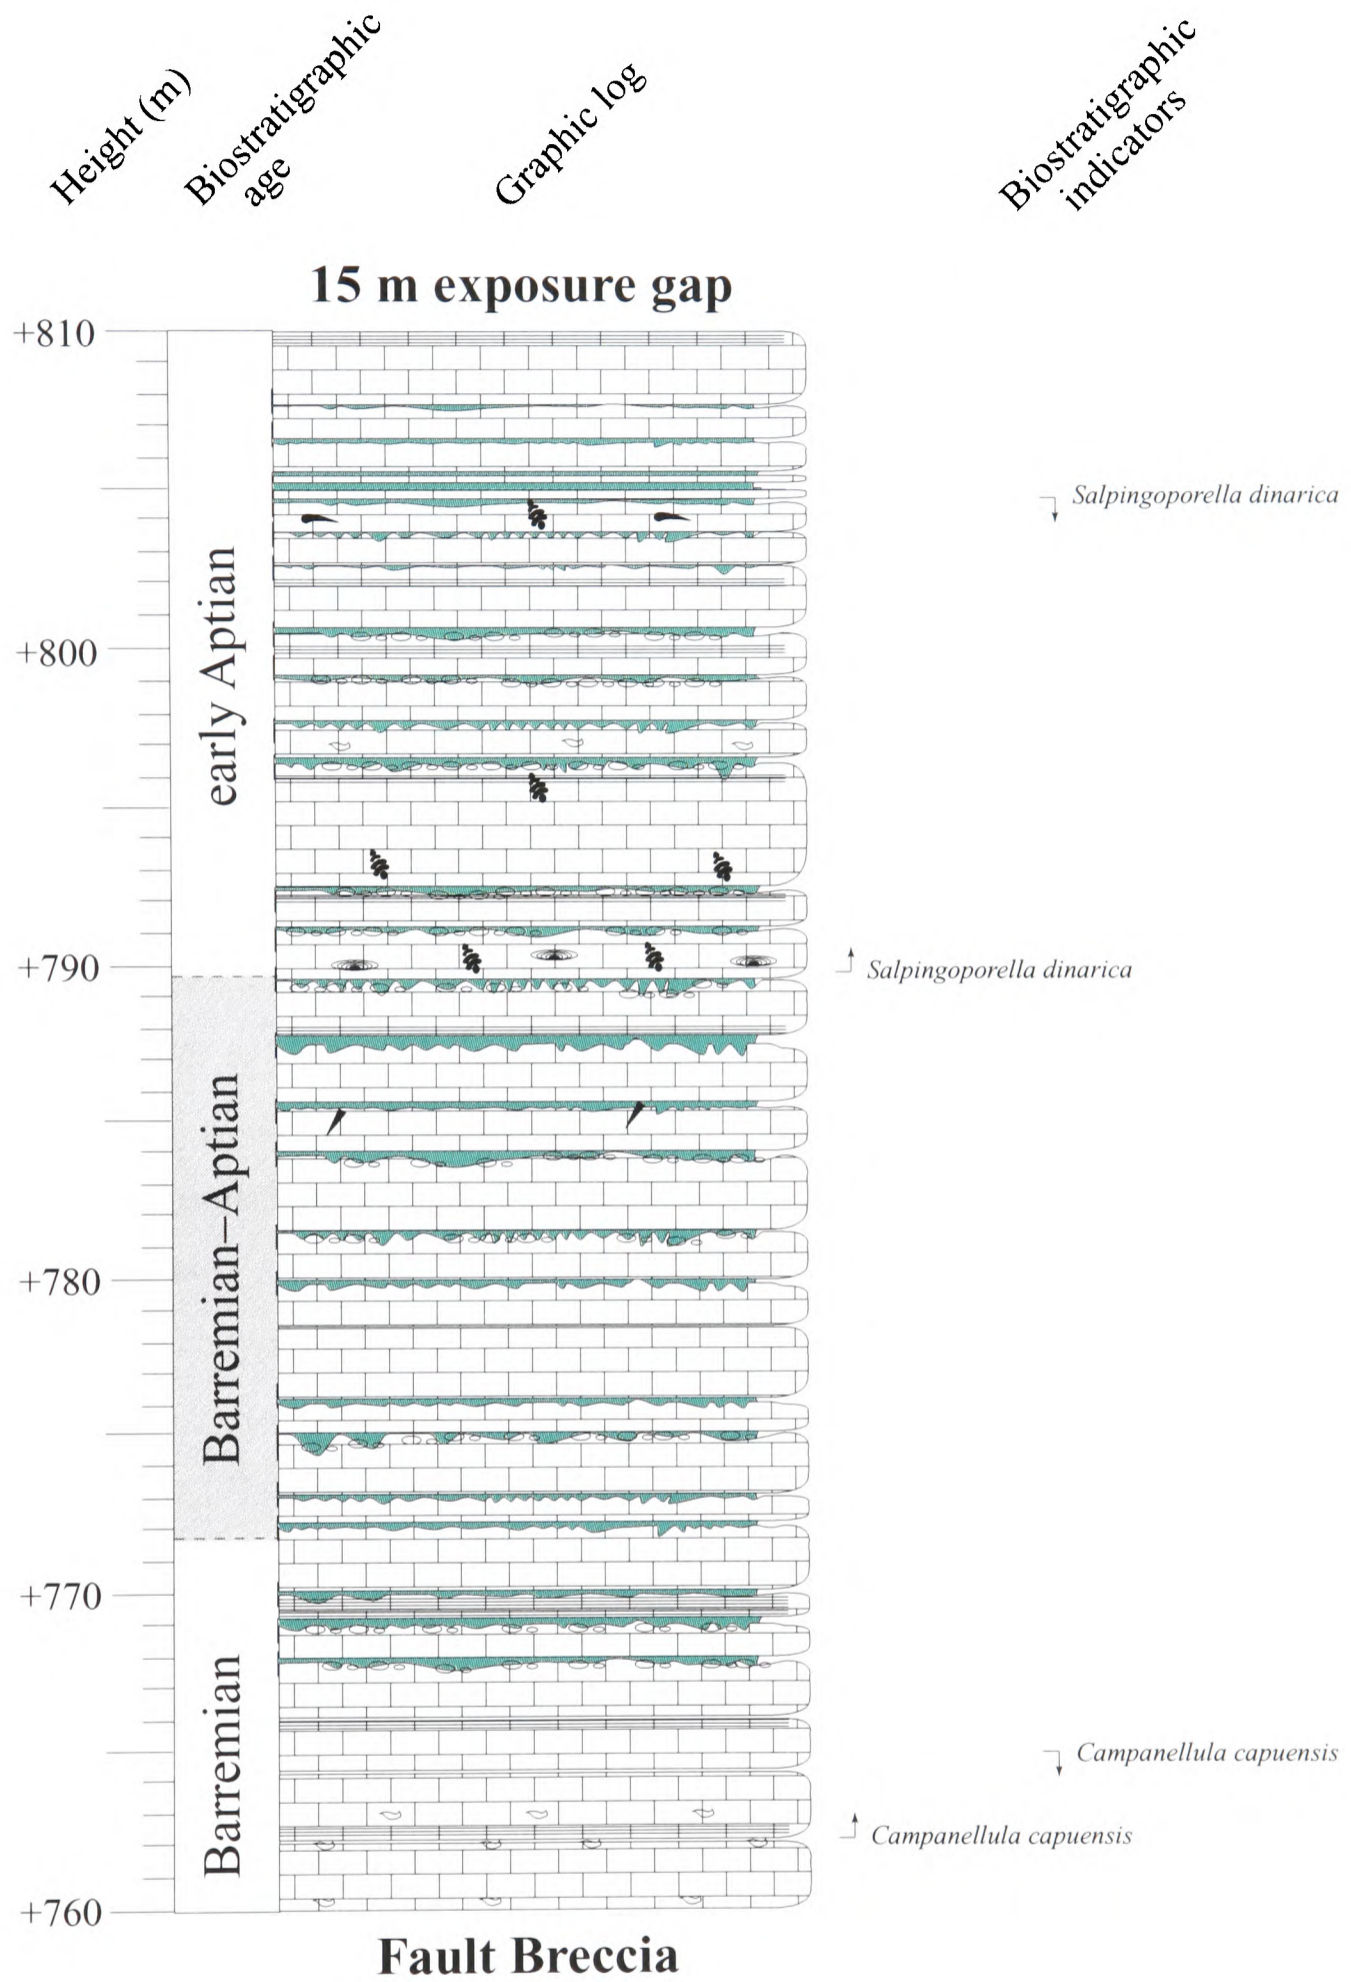 Height (m)
Biostratigraphic
age
Graphic log
Biostratigraphic
indicators
15 m exposure gap
+810
Salpingoporella dinarica
early Aptian
+800
+790
Salpingoporella dinarica
Barremian–Aptian
+780
+770
Barremian
Campanellula capuensis
Campanellula capuensis
+760
Fault Breccia